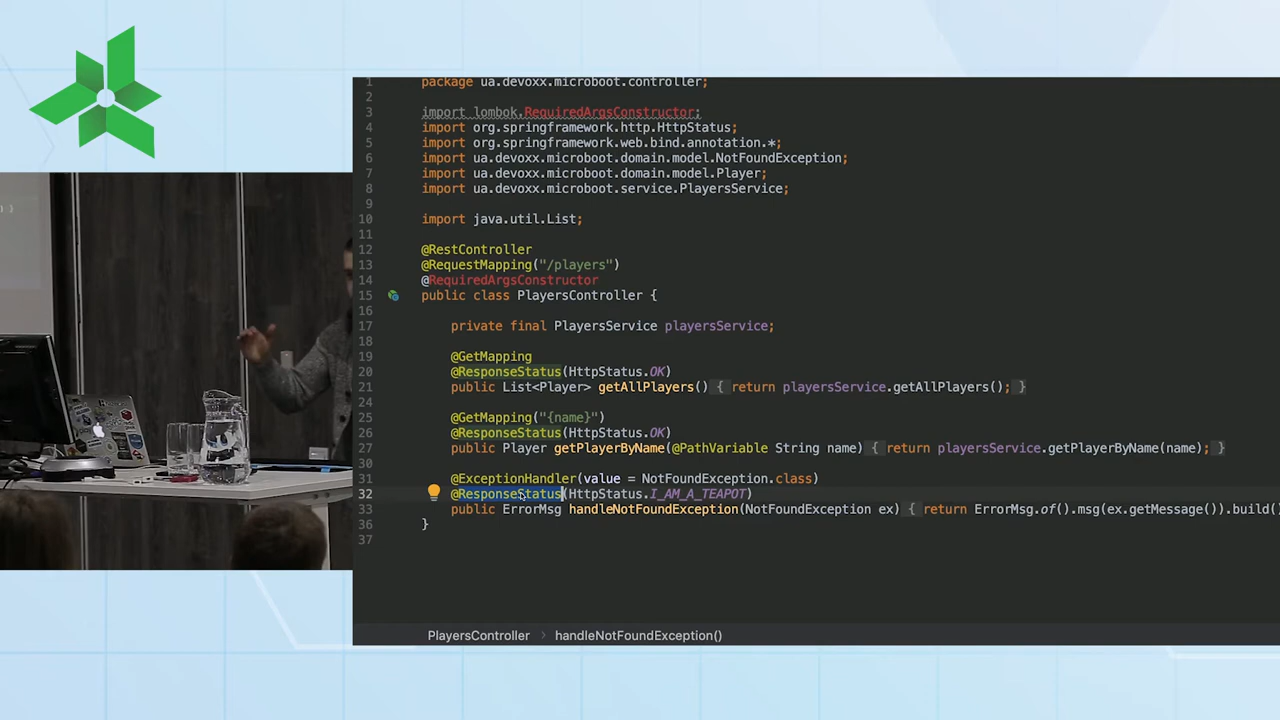 1 package ua.devoxx.microboot.controller;
2
3 import lombok.RequiredArgsConstructor;
4 import org.springframework.http.HttpStatus;
5 import org.springframework.web.bind.annotation.*;
6 import ua.devoxx.microboot.domain.model.NotFoundException;
7 import ua.devoxx.microboot.domain.model.Player;
8 import ua.devoxx.microboot.service.PlayersService;
9
10 import java.util.List;
11
12 @RestController
13 @RequestMapping("/players")
14 @RequiredArgsConstructor
15 public class PlayersController {
16
17 private final PlayersService playersService;
18
19 @GetMapping
20 @ResponseStatus(HttpStatus.OK)
21 public List<Player> getAllPlayers() { return playersService.getAllPlayers(); }
24
25 @GetMapping("{name}")
26 @ResponseStatus(HttpStatus.OK)
27 public Player getPlayerByName(@PathVariable String name) { return playersService.getPlayerByName(name); }
30
31 @ExceptionHandler(value = NotFoundException.class)
32 @ResponseStatus(HttpStatus.I_AM_A_TEAPOT)
33 public ErrorMsg handleNotFoundException(NotFoundException ex) { return ErrorMsg.of().msg(ex.getMessage()).build()
36 }
37
PlayersController > handleNotFoundException()